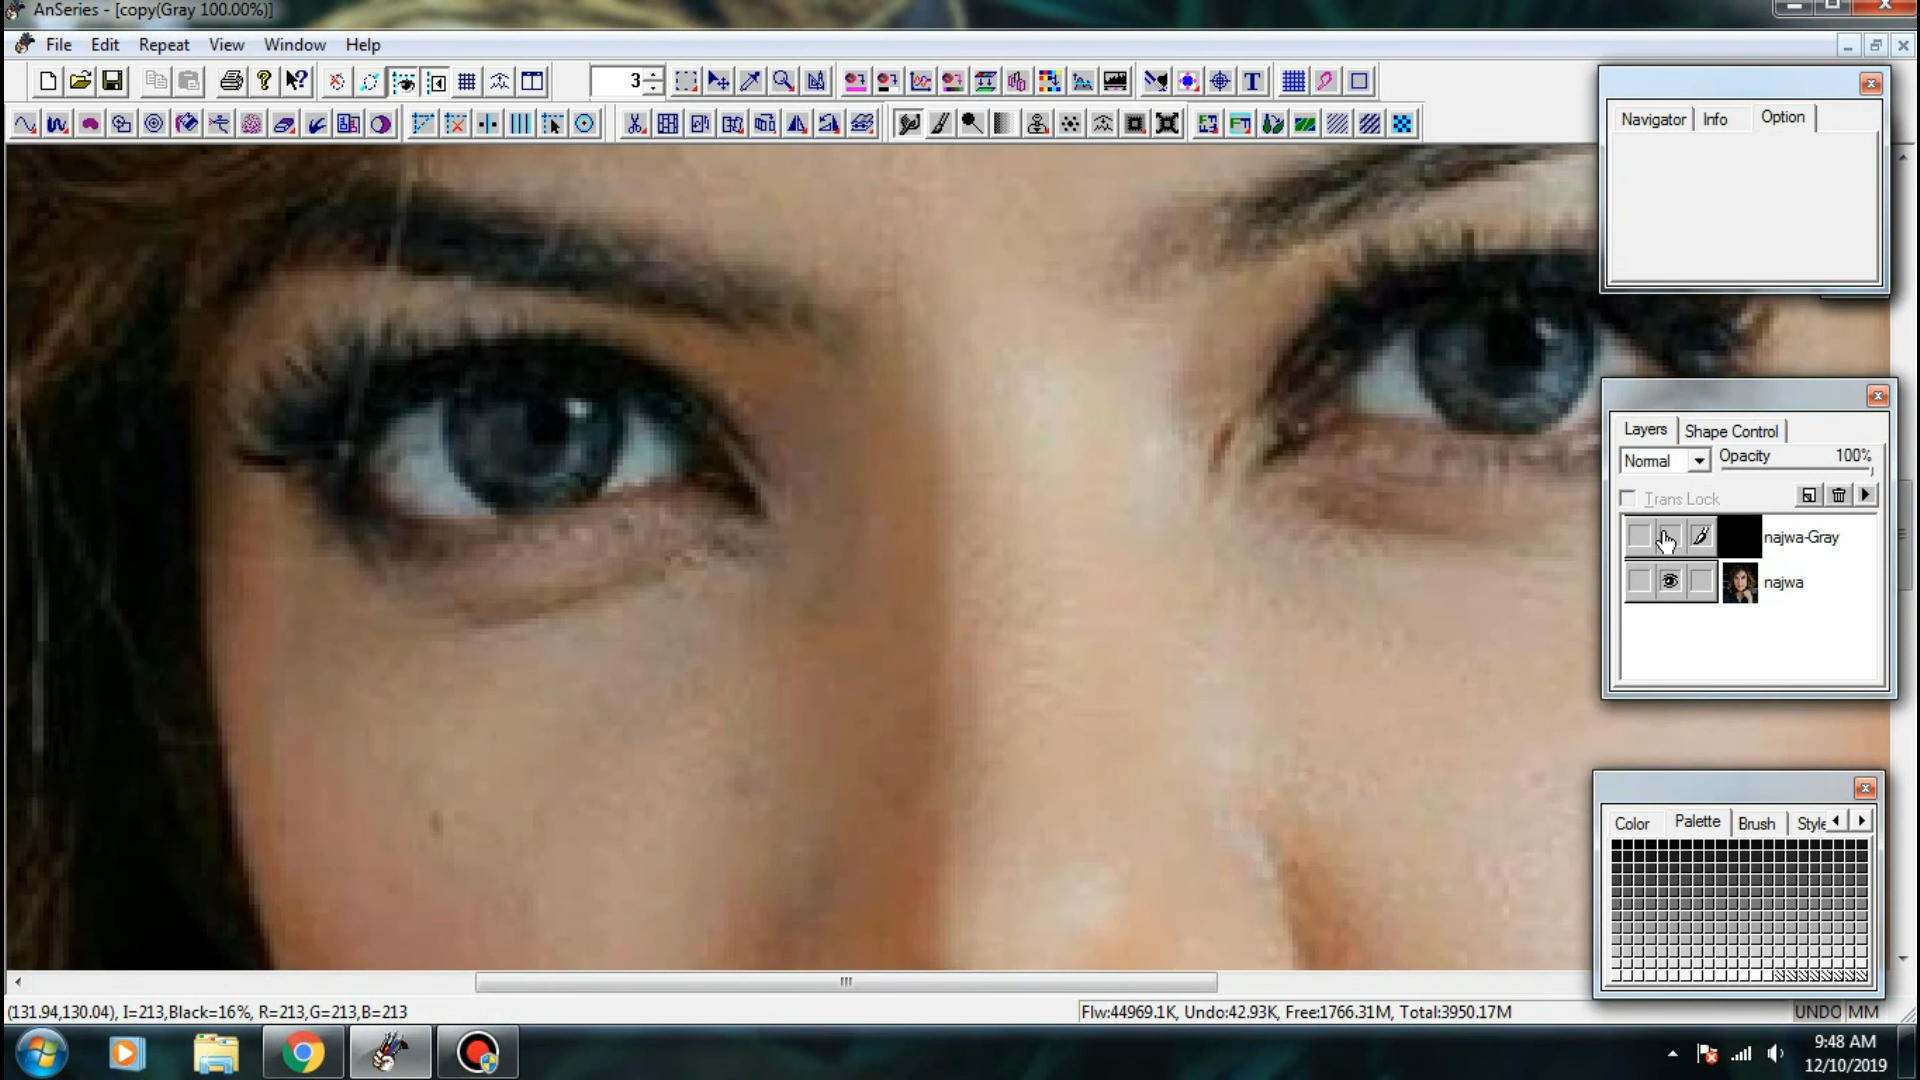 AnSeries - [copy(Gray 100.00%)]
File Edit Repeat View Window Help
3
Navigator Info Option
Layers Shape Control
Normal Opacity 100%
Trans Lock
najwa-Gray
najwa
Color Palette Brush Style
(131.94,130.04), I=213,Black=16%, R=213,G=213,B=213
Flw:44969.1K, Undo:42.93K, Free:1766.31M, Total:3950.17M
UNDO MM
9:48 AM
12/10/2019